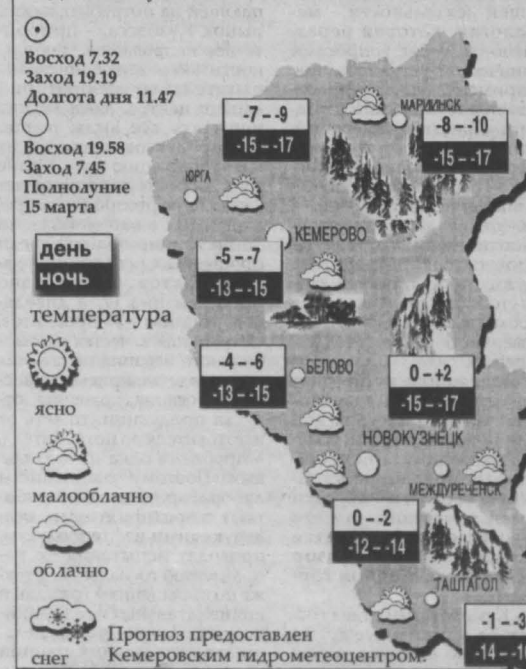 Восход 7.32
Заход 19.19
Долгота дня 11.47
Восход 19.58
Заход 7.45
Полнолуние
15 марта
день
ночь
температура
ясно
малооблачно
облачно
снег
Прогноз предоставлен
Кемеровским гидрометеоцентром.
-7 – -9
-15 – -17
МАРИИНСК
-8 – -10
-15 – -17
ЮРГА
КЕМЕРОВО
-5 – -7
-13 – -15
-4 – -6
-13 – -15
БЕЛОВО
0 – +2
-15 – -17
НОВОКУЗНЕЦК
МЕЖДУРЕЧЕНСК
0 – -2
-12 – -14
ТАШТАГОЛ
-1 – -3